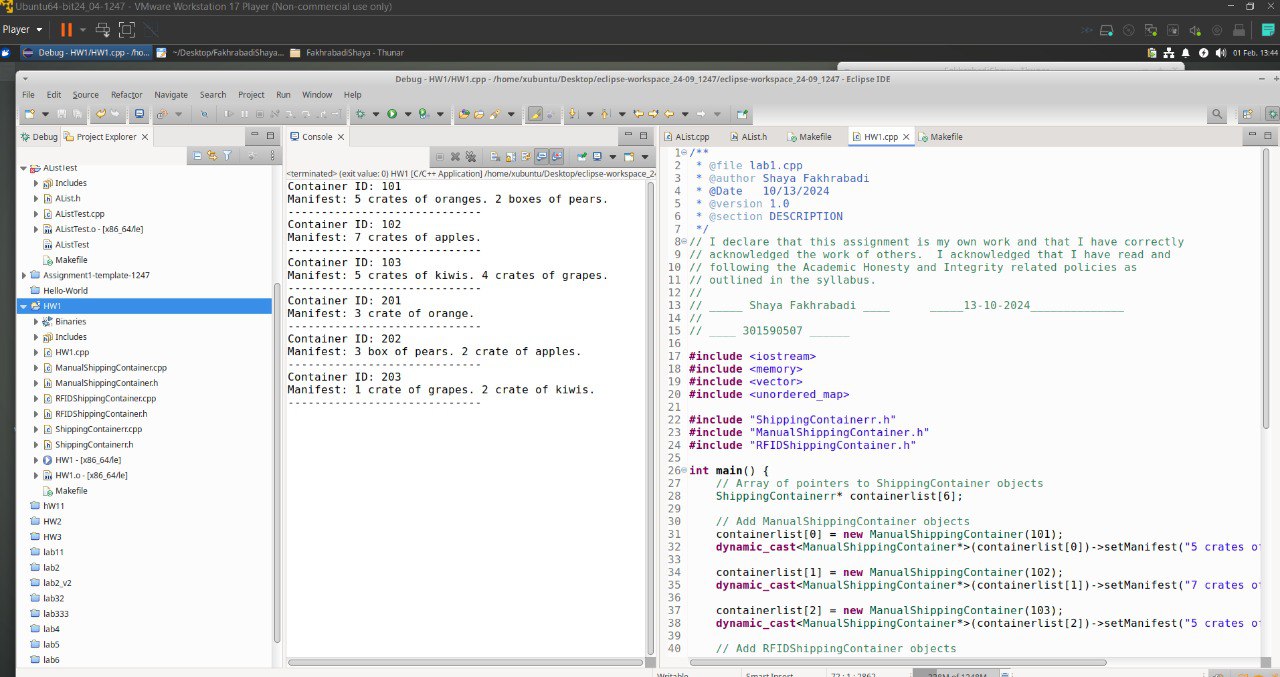 Ubuntu64-bit24_04-1247 - VMware Workstation 17 Player (Non-commercial use only)
Player
Debug - HW1/HW1.cpp - /ho...
~/Desktop/FakhrabadiShaya...
FakhrabadiShaya - Thunar
01 Feb, 13:44
Debug - HW1/HW1.cpp - /home/xubuntu/Desktop/eclipse-workspace_24-09_1247/eclipse-workspace_24-09_1247 - Eclipse IDE
File Edit Source Refactor Navigate Search Project Run Window Help
Debug
Project Explorer
AListTest
Includes
AList.h
AListTest.cpp
AListTest.o - [x86_64/le]
AListTest
Makefile
Assignment1-template-1247
Hello-World
HW1
Binaries
Includes
HW1.cpp
ManualShippingContainer.cpp
ManualShippingContainer.h
RFIDShippingContainer.cpp
RFIDShippingContainer.h
ShippingContainerr.cpp
ShippingContainerr.h
HW1 - [x86_64/le]
HW1.o - [x86_64/le]
Makefile
hW11
HW2
HW3
lab11
lab2
lab2_v2
lab32
lab333
lab4
lab5
lab6
Console
<terminated> (exit value: 0) HW1 [C/C++ Application] /home/xubuntu/Desktop/eclipse-workspace_2
Container ID: 101
Manifest: 5 crates of oranges. 2 boxes of pears.
-----------------------------
Container ID: 102
Manifest: 7 crates of apples.
-----------------------------
Container ID: 103
Manifest: 5 crates of kiwis. 4 crates of grapes.
-----------------------------
Container ID: 201
Manifest: 3 crate of orange.
-----------------------------
Container ID: 202
Manifest: 3 box of pears. 2 crate of apples.
-----------------------------
Container ID: 203
Manifest: 1 crate of grapes. 2 crate of kiwis.
-----------------------------
AList.cpp
AList.h
Makefile
HW1.cpp
Makefile
1 /**
2 * @file lab1.cpp
3 * @author Shaya Fakhrabadi
4 * @Date 10/13/2024
5 * @version 1.0
6 * @section DESCRIPTION
7 */
8 // I declare that this assignment is my own work and that I have correctly
9 // acknowledged the work of others. I acknowledged that I have read and
10 // following the Academic Honesty and Integrity related policies as
11 // outlined in the syllabus.
12 //
13 // _____ Shaya Fakhrabadi ____ _____13-10-2024______________
14 //
15 // ____ 301590507 ______
16
17 #include <iostream>
18 #include <memory>
19 #include <vector>
20 #include <unordered_map>
21
22 #include "ShippingContainerr.h"
23 #include "ManualShippingContainer.h"
24 #include "RFIDShippingContainer.h"
25
26 int main() {
27 // Array of pointers to ShippingContainer objects
28 ShippingContainerr* containerlist[6];
29
30 // Add ManualShippingContainer objects
31 containerlist[0] = new ManualShippingContainer(101);
32 dynamic_cast<ManualShippingContainer*>(containerlist[0])->setManifest("5 crates o
33
34 containerlist[1] = new ManualShippingContainer(102);
35 dynamic_cast<ManualShippingContainer*>(containerlist[1])->setManifest("7 crates o
36
37 containerlist[2] = new ManualShippingContainer(103);
38 dynamic_cast<ManualShippingContainer*>(containerlist[2])->setManifest("5 crates o
39
40 // Add RFIDShippingContainer objects
Writable
Smart Insert